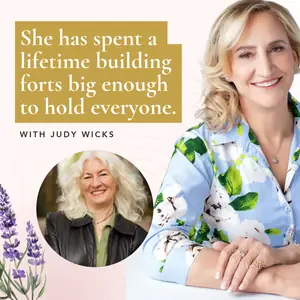 She has spent a
lifetime building
forts big enough
to hold everyone.
WITH JUDY WICKS